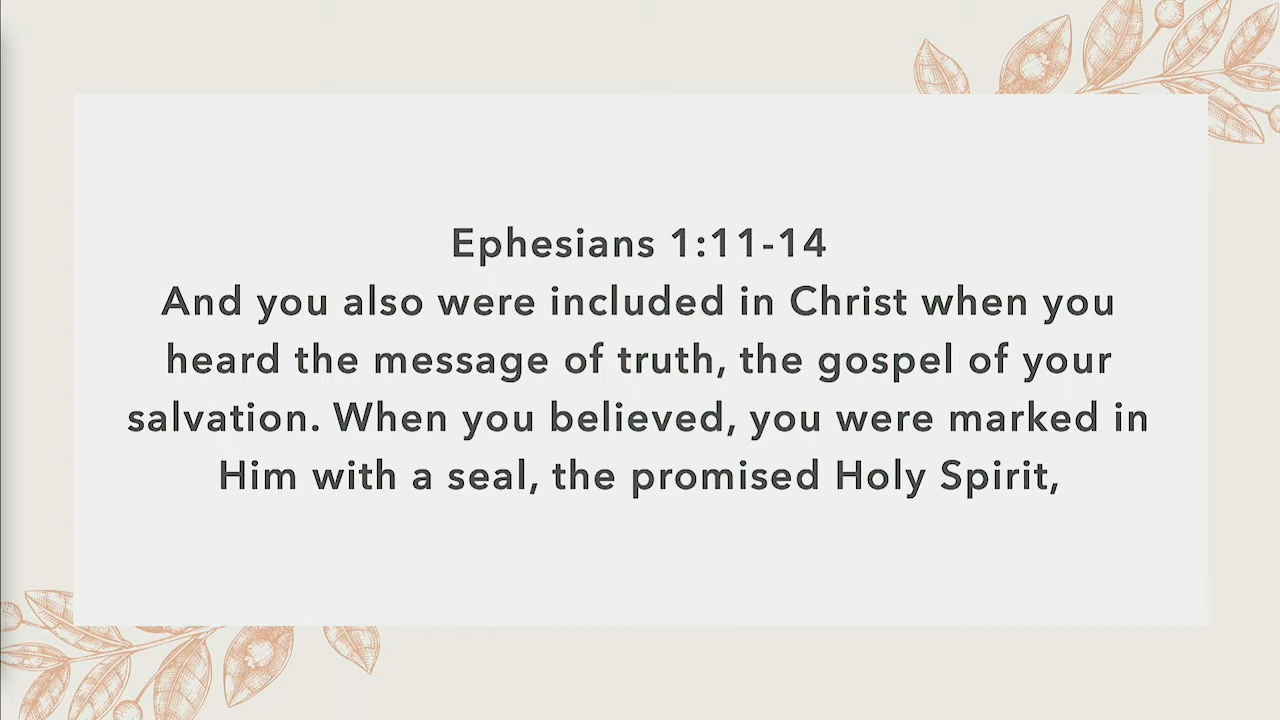 Ephesians 1:11-14
And you also were included in Christ when you
heard the message of truth, the gospel of your
salvation. When you believed, you were marked in
Him with a seal, the promised Holy Spirit,